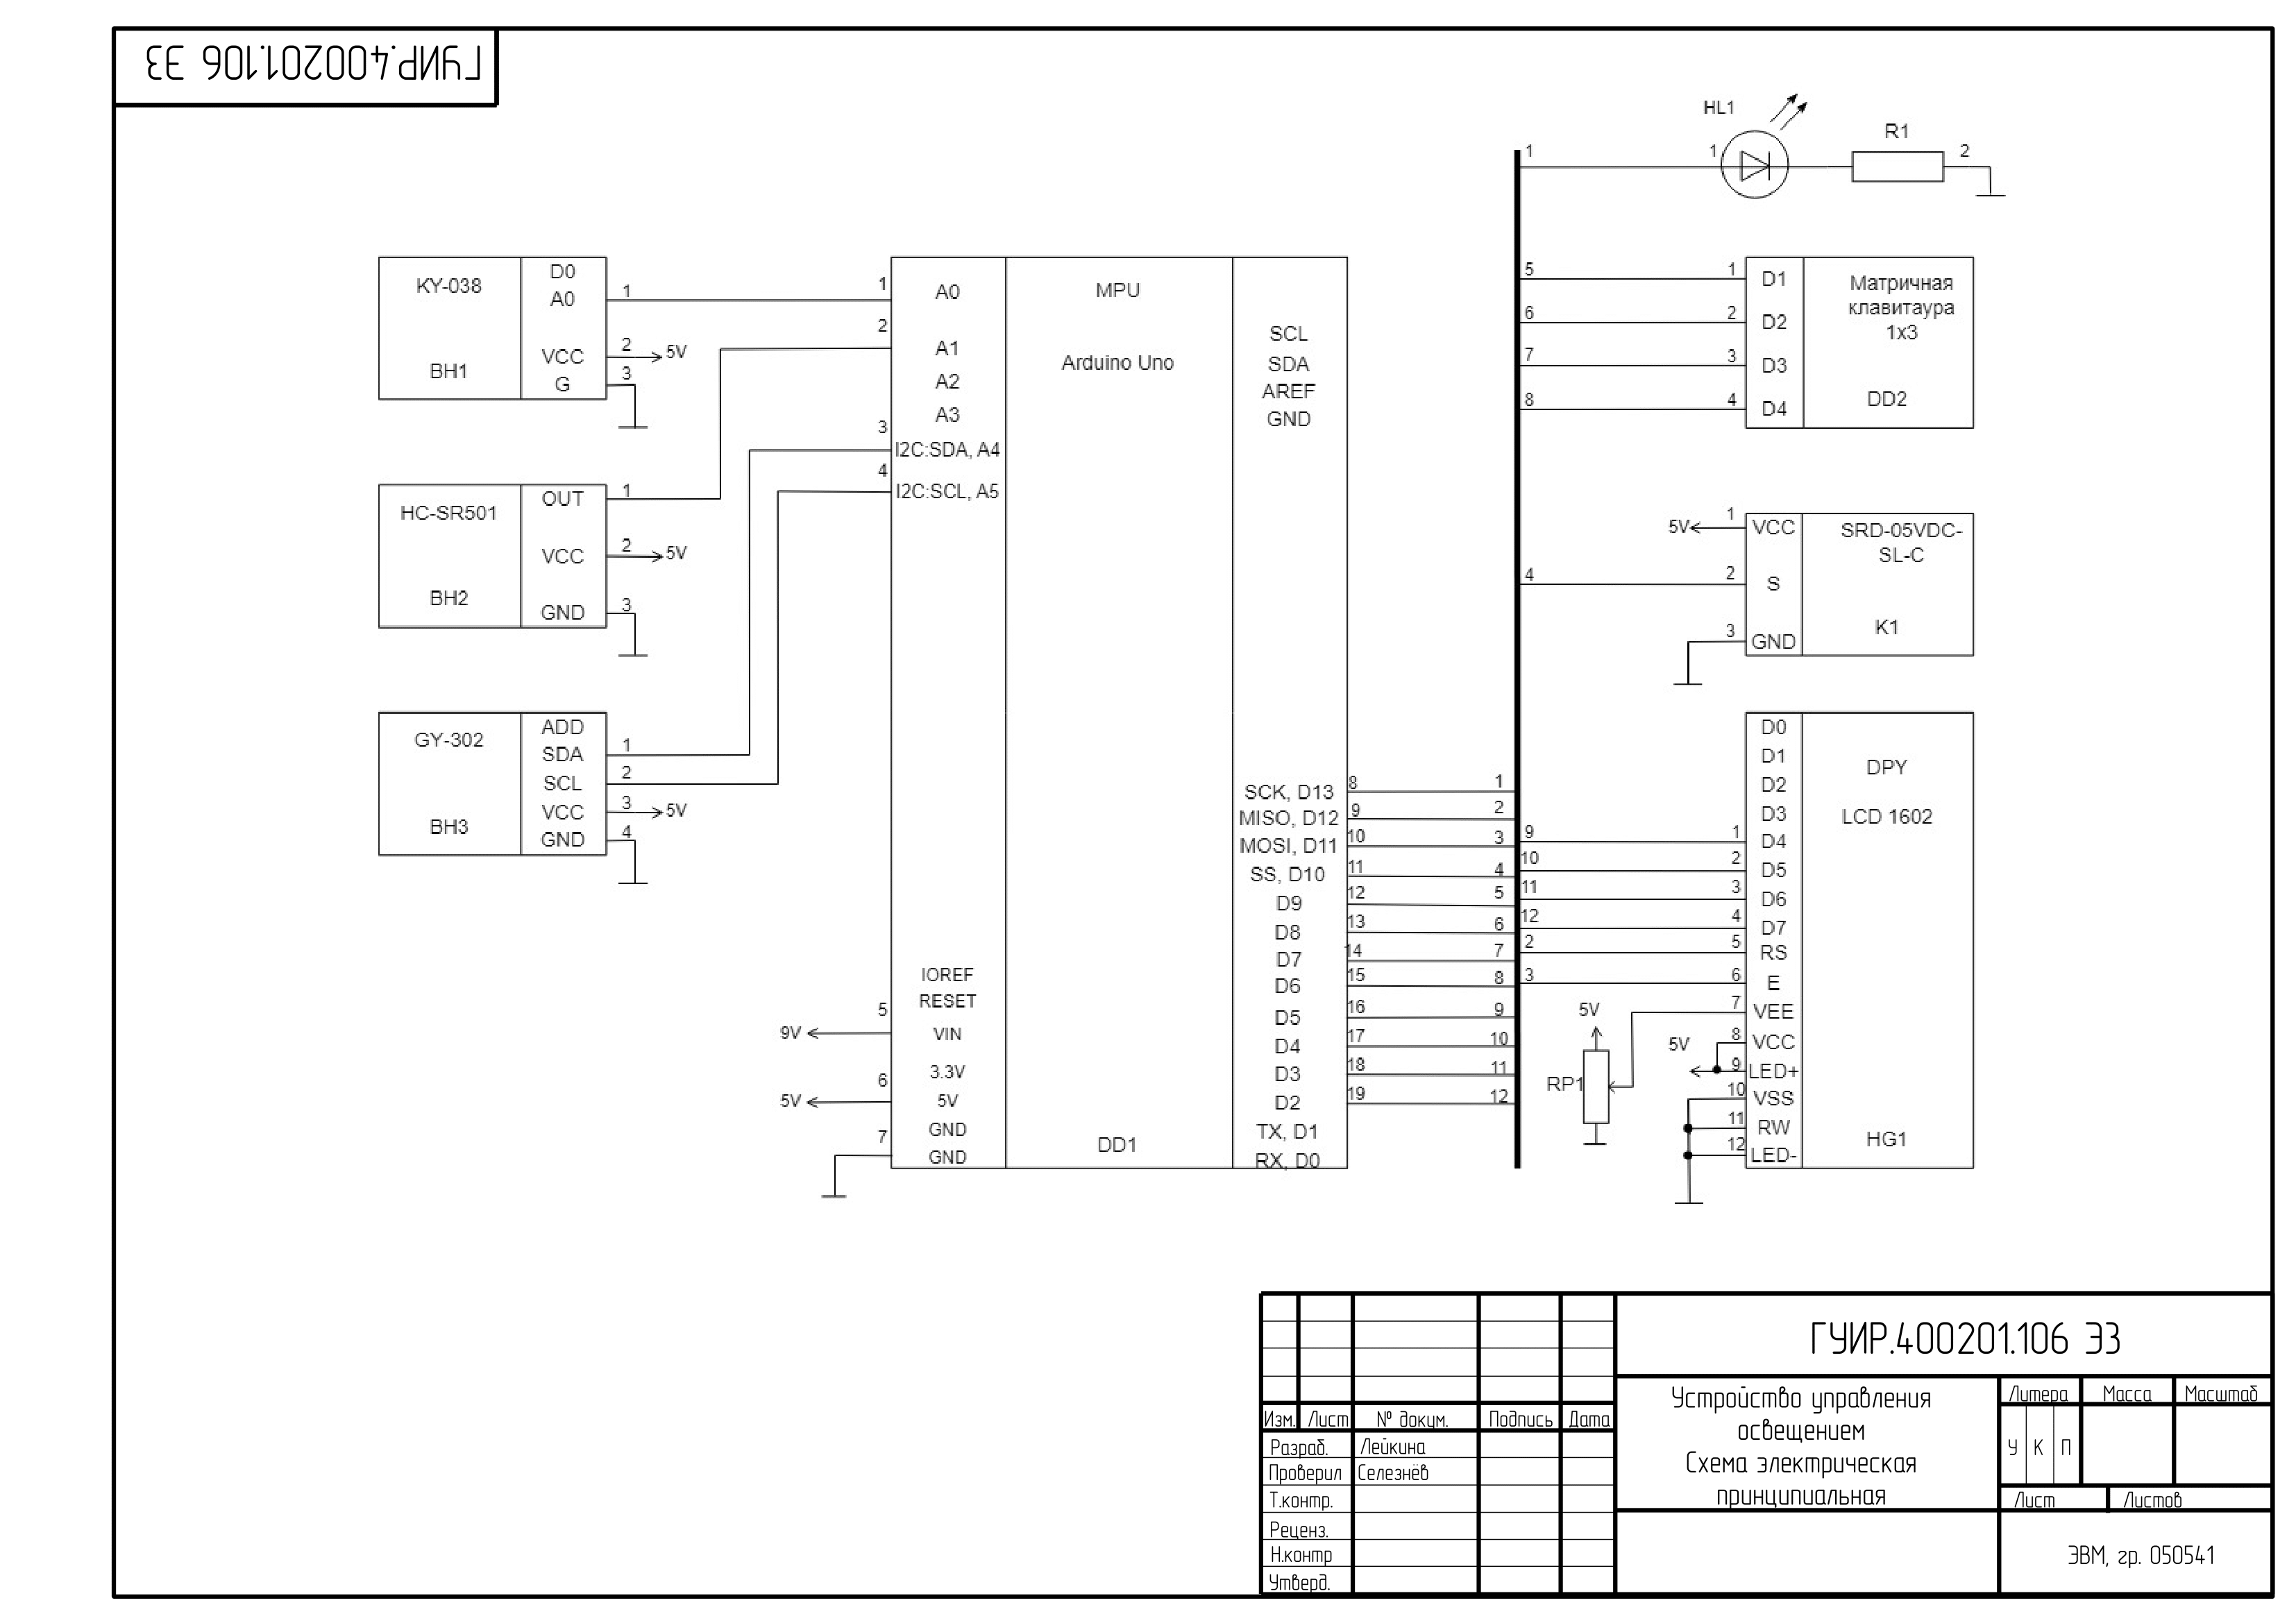 ГУИР.400201.106 ЭЗ
HL1
R1
1
1
2
KY-038
BH1
D0
A0
VCC
G
1
2
5V
3
HC-SR501
BH2
OUT
VCC
GND
1
2
5V
3
GY-302
BH3
ADD
SDA
SCL
VCC
GND
1
2
3
5V
4
1
2
3
4
5
9V
6
5V
7
A0
A1
A2
A3
I2C:SDA, A4
I2C:SCL, A5
IOREF
RESET
VIN
3.3V
5V
GND
GND
MPU
Arduino Uno
DD1
SCL
SDA
AREF
GND
SCK, D13
MISO, D12
MOSI, D11
SS, D10
D9
D8
D7
D6
D5
D4
D3
D2
TX, D1
RX, D0
8 1
9 2
10 3
11 4
12 5
13 6
14 7
15 8
16 9
17 10
18 11
19 12
5 1
6 2
7 3
8 4
D1
D2
D3
D4
Матричная
клавитаура
1x3
DD2
5V
1
4 2
3
VCC
S
GND
SRD-05VDC-
SL-C
K1
9 1
10 2
11 3
12 4
2 5
3 6
7
8
9
10
11
12
5V
5V
RP1
D0
D1
D2
D3
D4
D5
D6
D7
RS
E
VEE
VCC
LED+
VSS
RW
LED-
DPY
LCD 1602
HG1
ГУИР.400201.106 ЭЗ
Устройство управления
освещением
Схема электрическая
принципиальная
Литера Масса Масштаб
У К П
Лист Листов
ЭВМ, гр. 050541
Изм. Лист № докум. Подпись Дата
Разраб. Лейкина
Проверил Селезнёв
Т.контр.
Реценз.
Н.контр
Утверд.